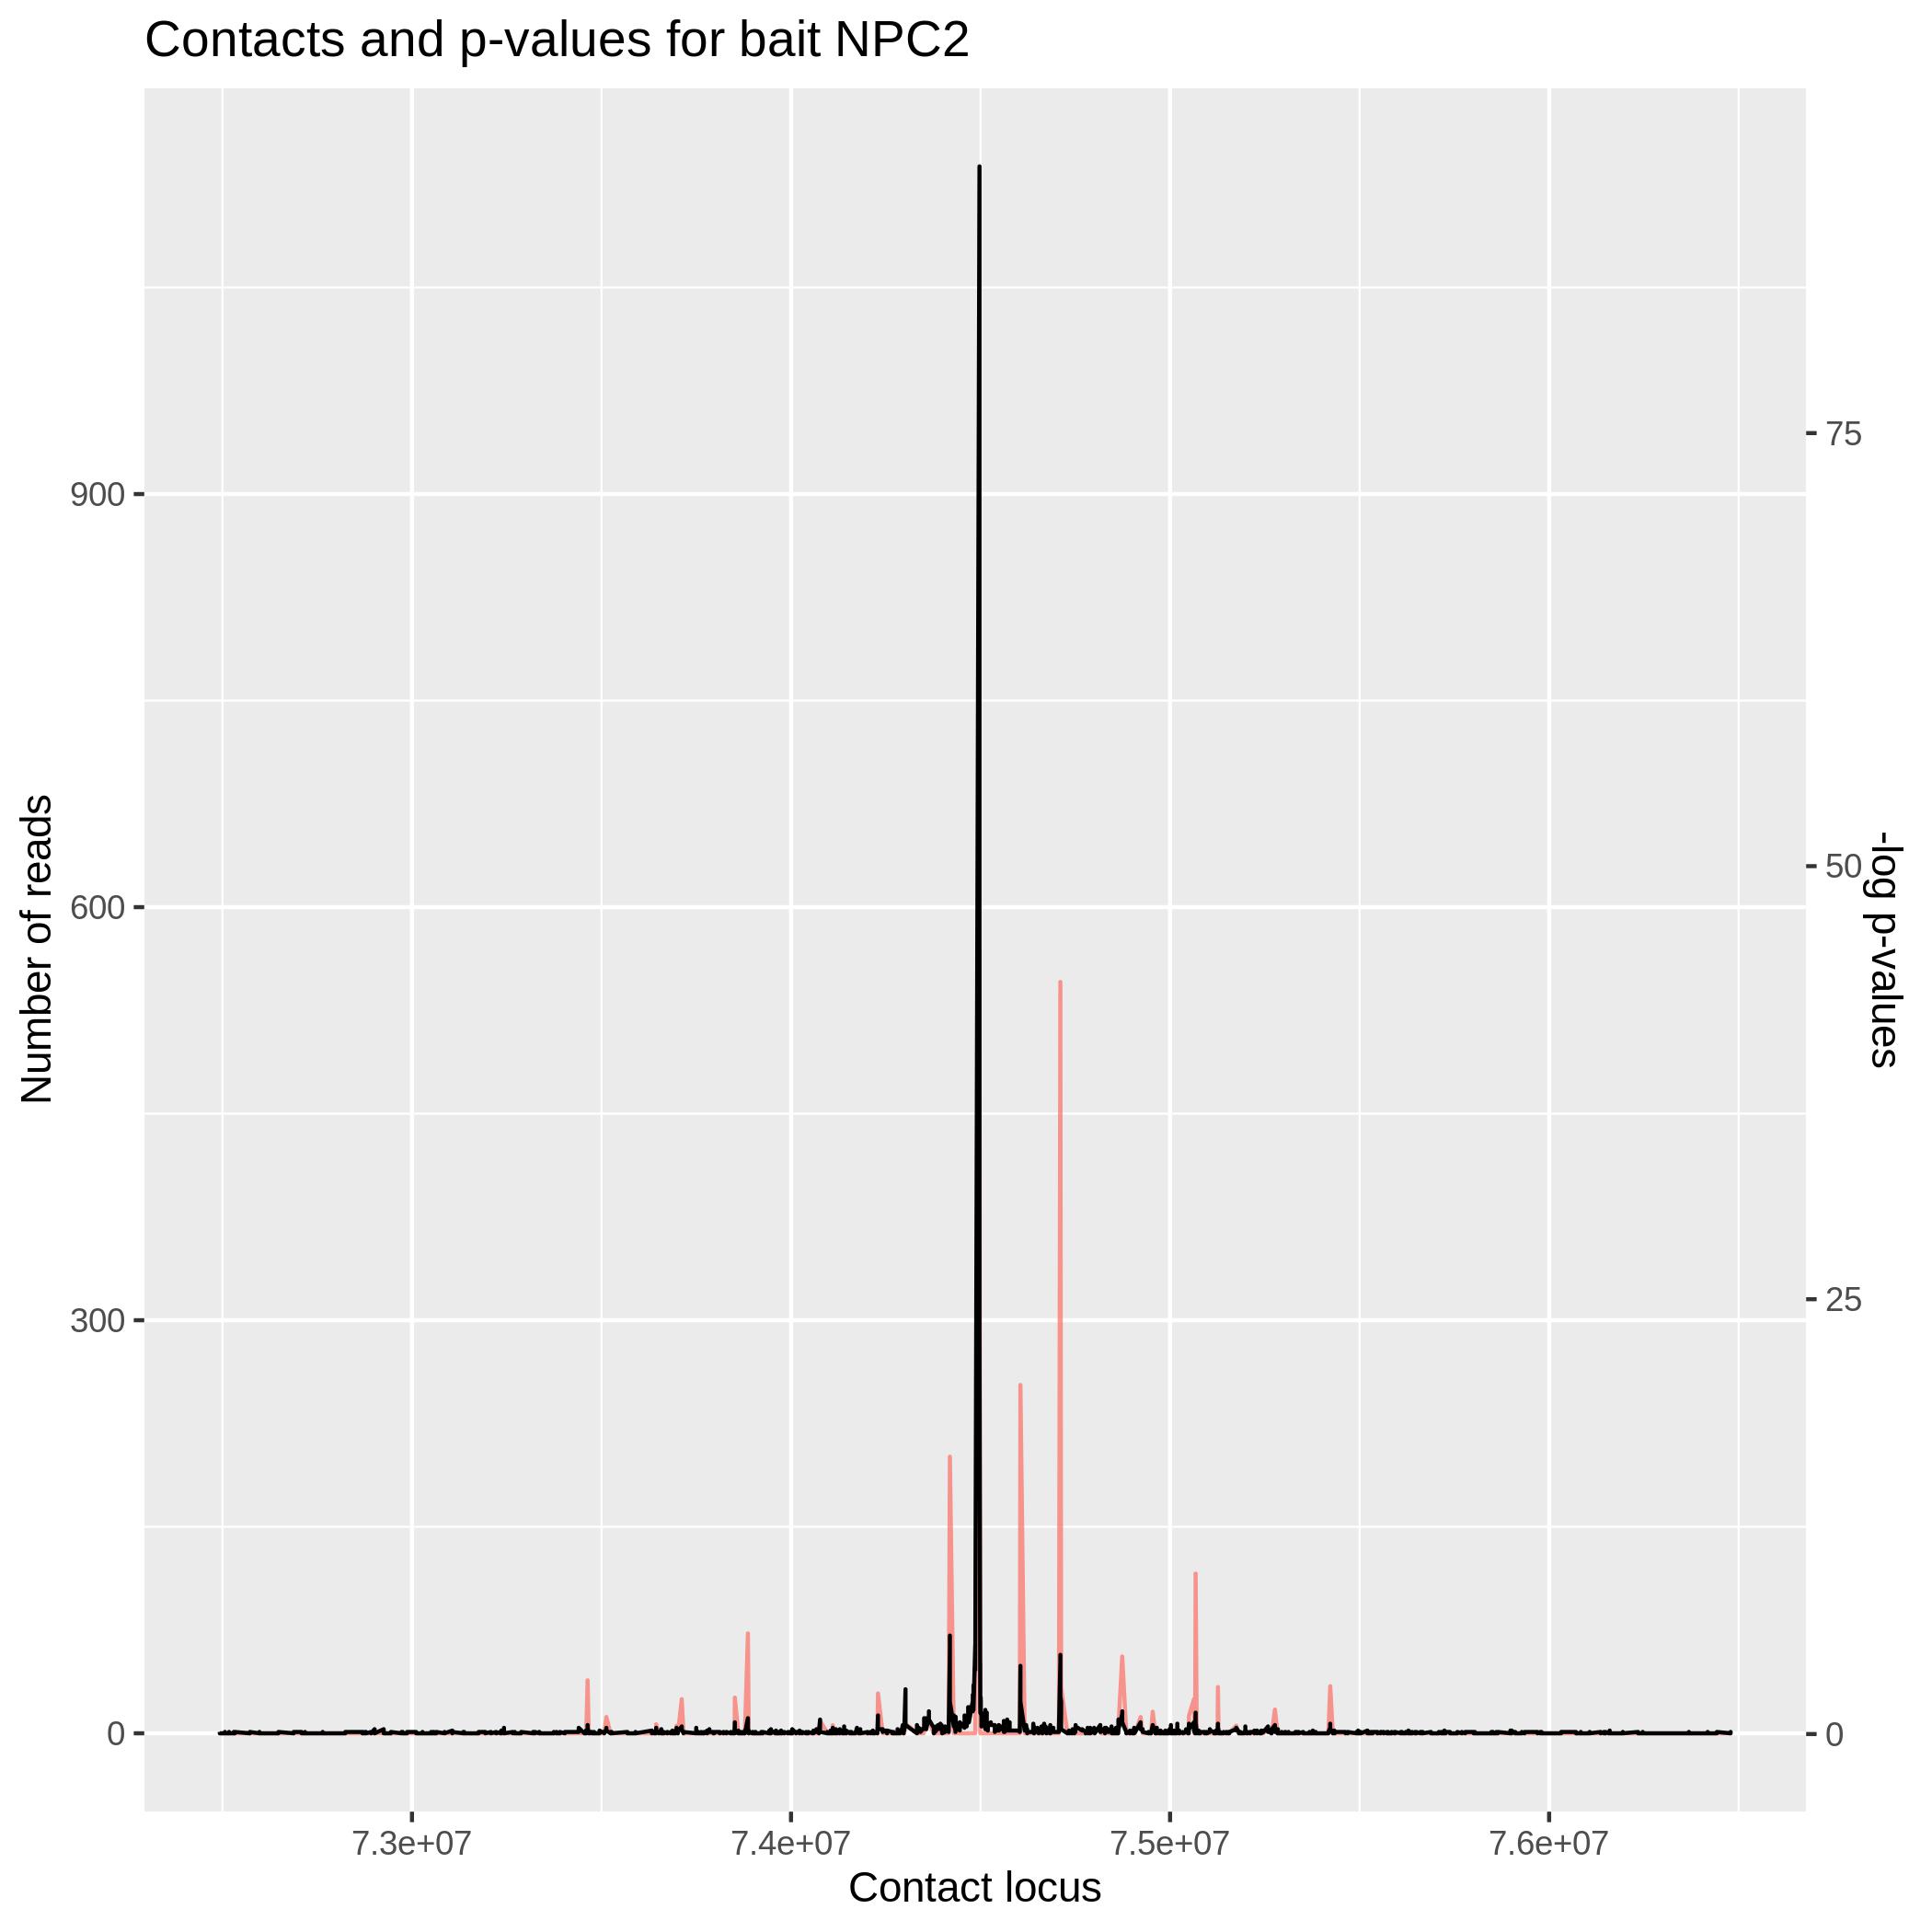 Contacts and p-values for bait NPC2
Number of reads
900
600
300
0
75
50
25
0
-log p-values
7.3e+07
7.4e+07
7.5e+07
7.6e+07
Contact locus